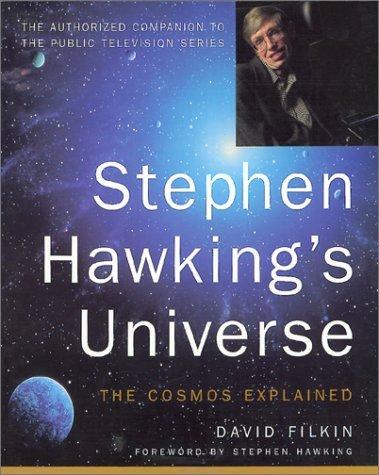 THE AUTHORIZED COMPANION TO
THE PUBLIC TELEVISION SERIES
Stephen
Hawking's
Universe
THE COSMOS EXPLAINED
DAVID FILKIN
FOREWORD BY STEPHEN HAWKING